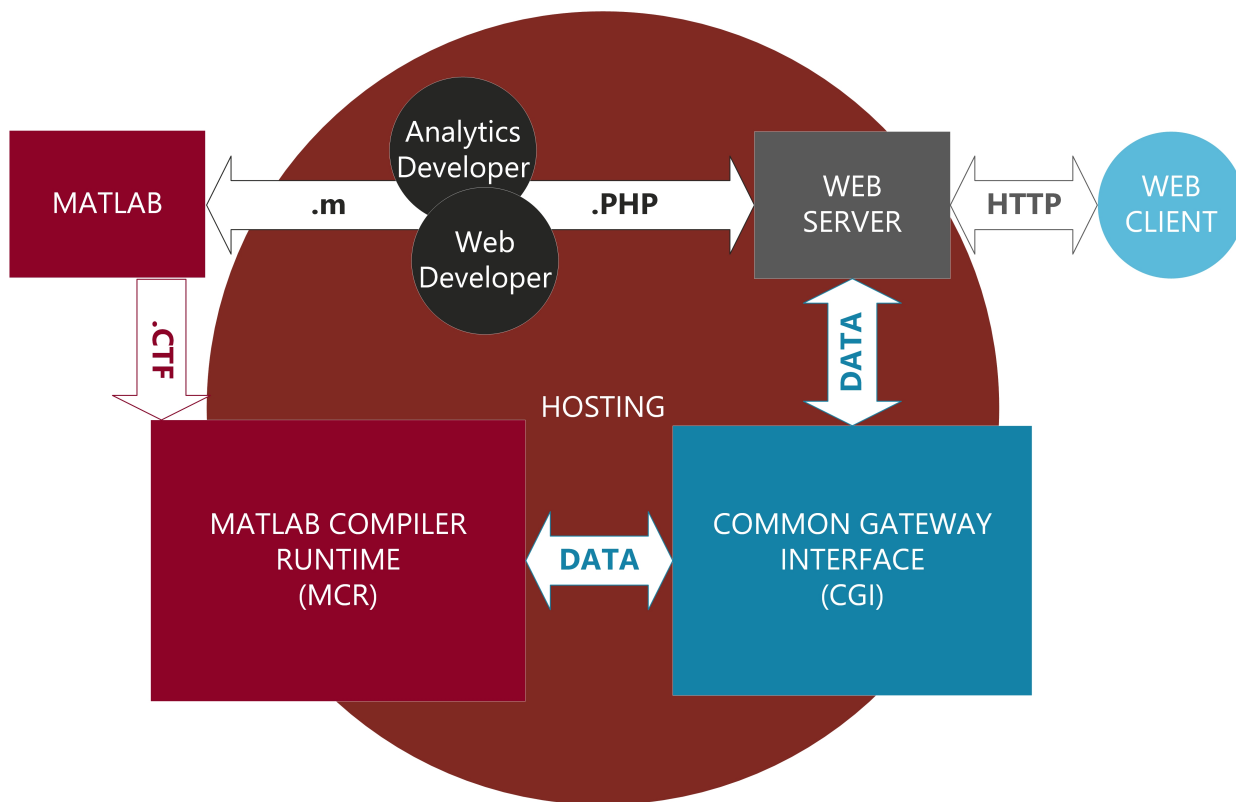 Analytics
Developer
MATLAB
.m
.PHP
WEB
SERVER
HTTP
WEB
CLIENT
Web
Developer
.CTF
DATA
HOSTING
MATLAB COMPILER
RUNTIME
(MCR)
DATA
COMMON GATEWAY
INTERFACE
(CGI)